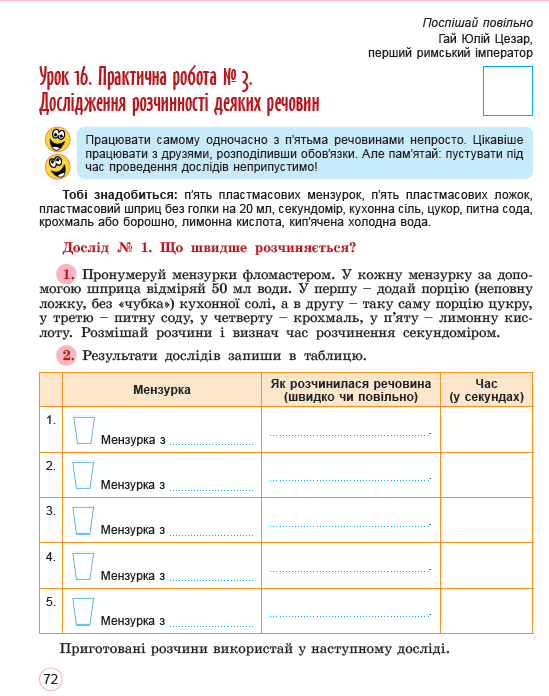 Поспішай повільно
Гай Юлій Цезар,
перший римський імператор
Урок 16. Практична робота № 3.
Дослідження розчинності деяких речовин
Працювати самому одночасно з п'ятьма речовинами непросто. Цікавіше
працювати з друзями, розподіливши обов'язки. Але пам'ятай: пустувати під
час проведення дослідів неприпустимо!
Тобі знадобиться: п'ять пластмасових мензурок, п'ять пластмасових ложок,
пластмасовий шприц без голки на 20 мл, секундомір, кухонна сіль, цукор, питна сода,
крохмаль або борошно, лимонна кислота, кип'ячена холодна вода.
Дослід № 1. Що швидше розчиняється?
1. Пронумеруй мензурки фломастером. У кожну мензурку за допо-
могою шприца відміряй 50 мл води. У першу – додай порцію (неповну
ложку, без «чубка») кухонної солі, а в другу – таку саму порцію цукру,
у третю – питну соду, у четверту – крохмаль, у п'яту – лимонну кис-
лоту. Розмішай розчини і визнач час розчинення секундоміром.
2. Результати дослідів запиши в таблицю.
Мензурка
Як розчинилася речовина
(швидко чи повільно)
Час
(у секундах)
1.
Мензурка з
2.
Мензурка з
3.
Мензурка з
4.
Мензурка з
5.
Мензурка з
Приготовані розчини використай у наступному досліді.
72